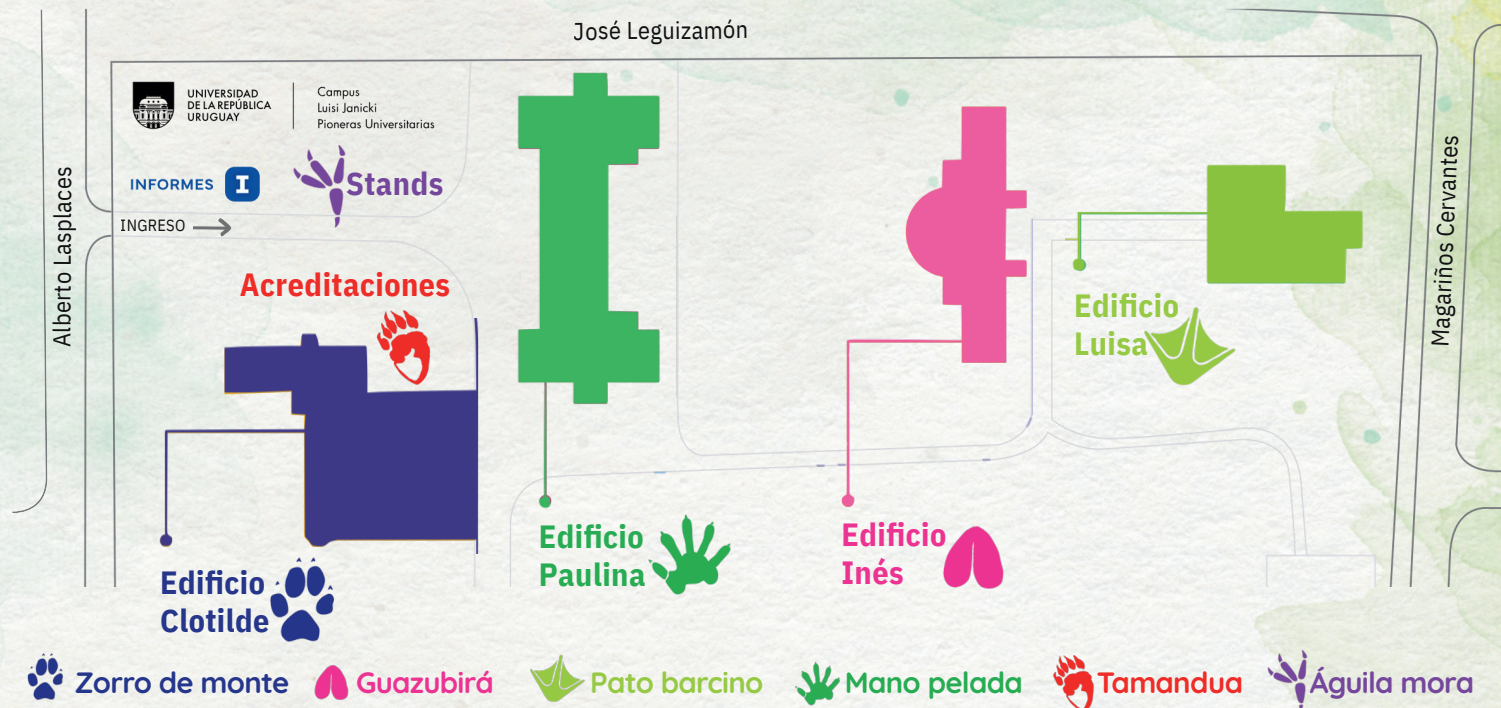 José Leguizamón
UNIVERSIDAD
DE LA REPÚBLICA
URUGUAY
Campus
Luisi Janicki
Pioneras Universitarias
INFORMES I
Stands
INGRESO
Alberto Lasplaces
Magariños Cervantes
Acreditaciones
Edificio
Luisa
Edificio
Paulina
Edificio
Inés
Edificio
Clotilde
Zorro de monte
Guazubirá
Pato barcino
Mano pelada
Tamandua
Águila mora